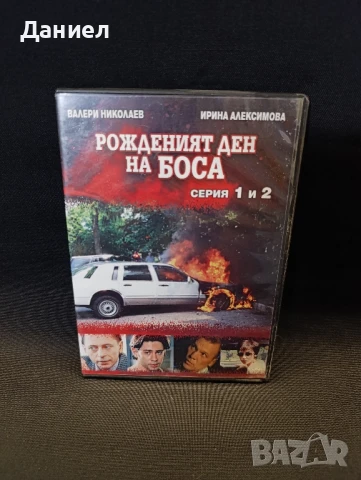 Даниел
ВАЛЕРИ НИКОЛАЕВ
ИРИНА АЛЕКСИМОВА
РОЖДЕНИЯТ ДЕН
НА БОСА
СЕРИЯ 1 И 2
BAZAR